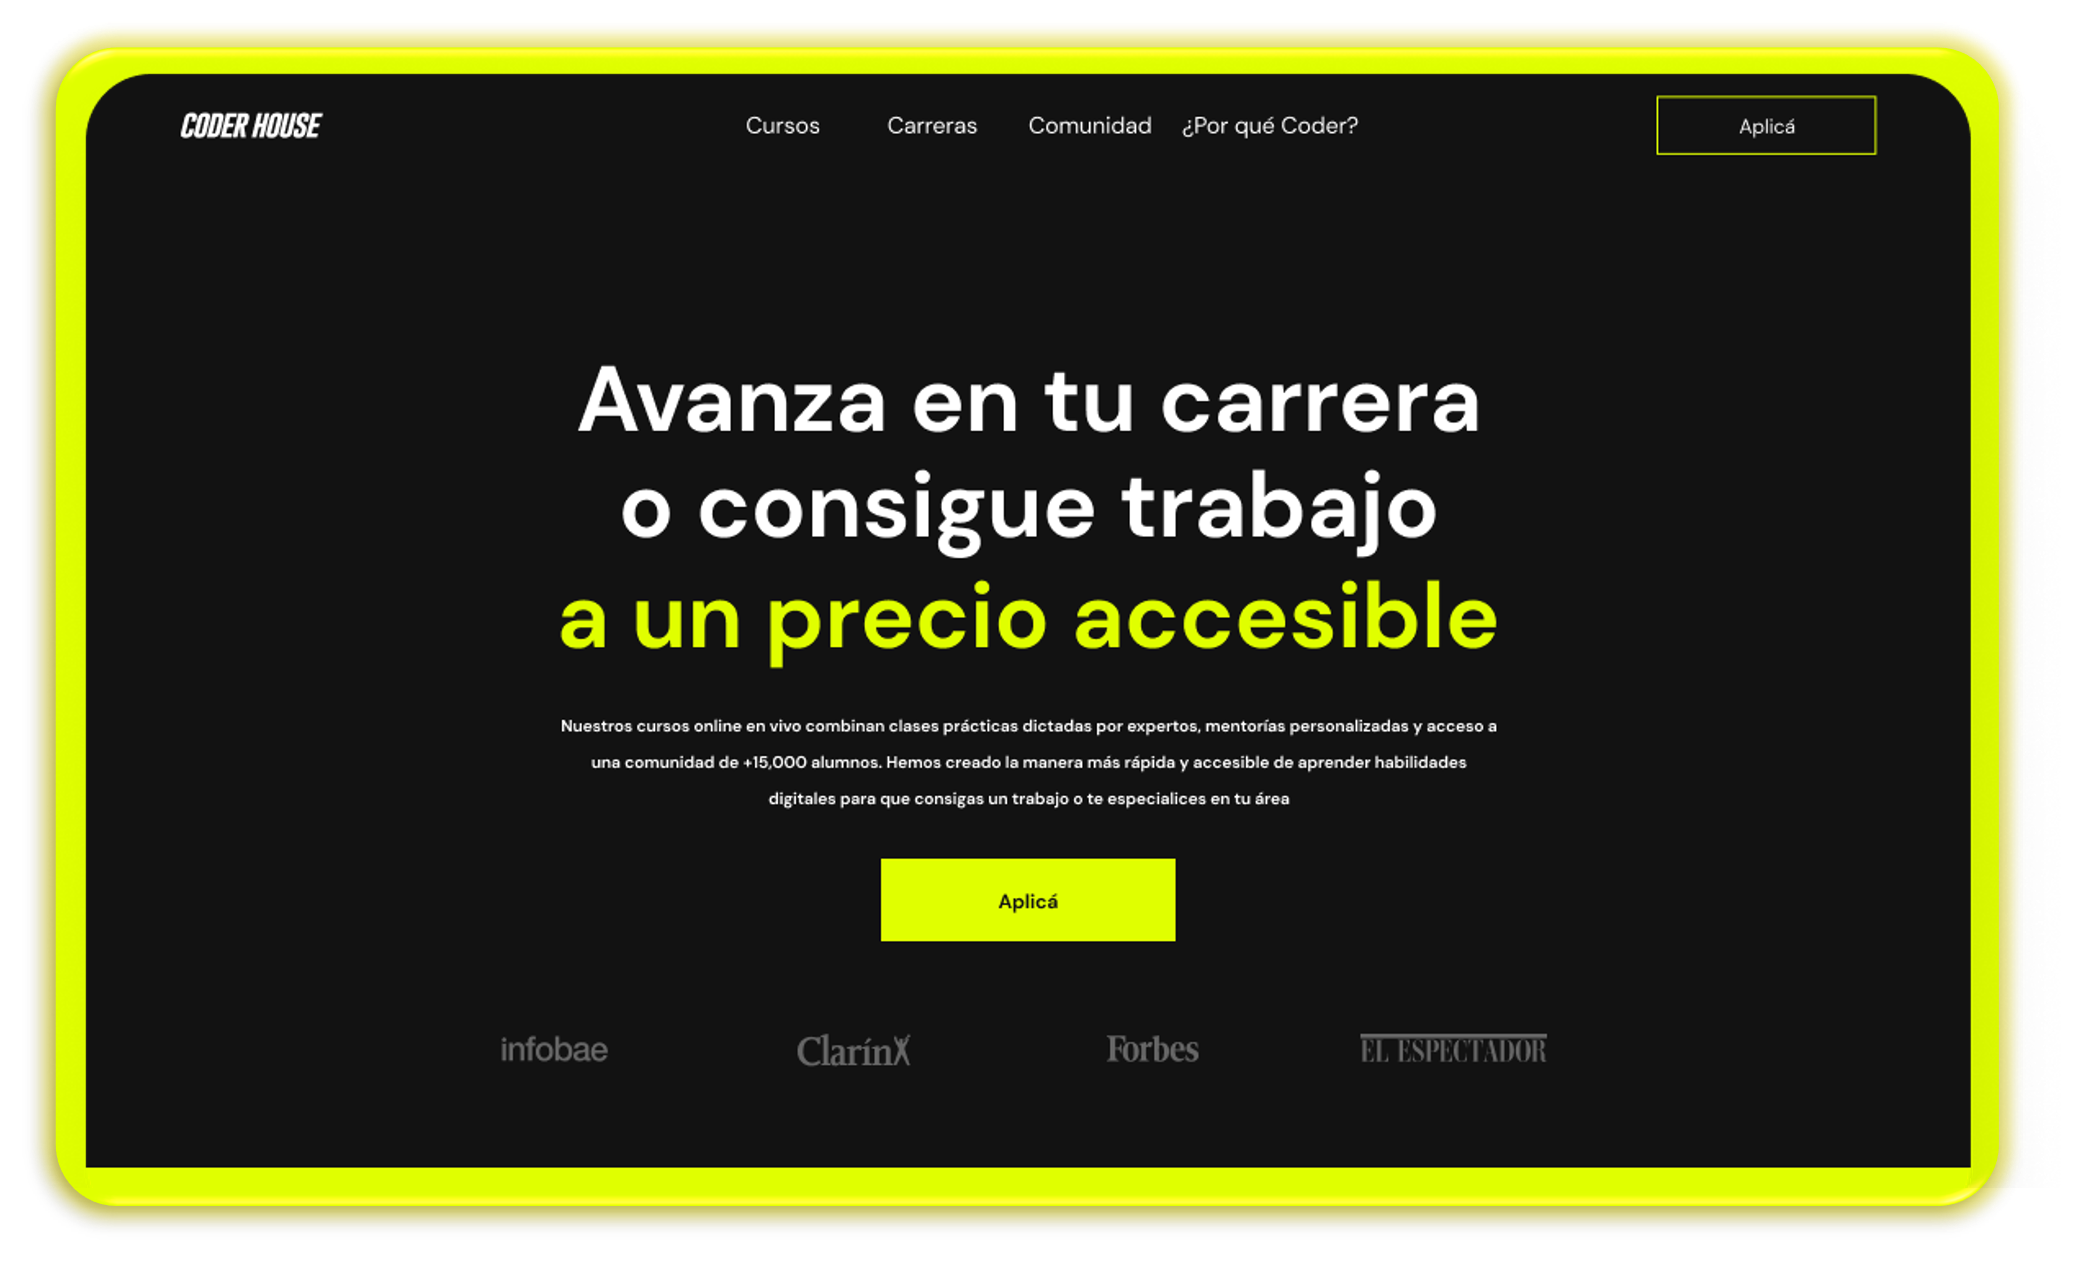 CODER HOUSE
Cursos Carreras Comunidad ¿Por qué Coder?
Aplicá
Avanza en tu carrera
o consigue trabajo
a un precio accesible
Nuestros cursos online en vivo combinan clases prácticas dictadas por expertos, mentorías personalizadas y acceso a
una comunidad de +15,000 alumnos. Hemos creado la manera más rápida y accesible de aprender habilidades
digitales para que consigas un trabajo o te especialices en tu área
Aplicá
infobae Clarín Forbes EL ESPECTADOR